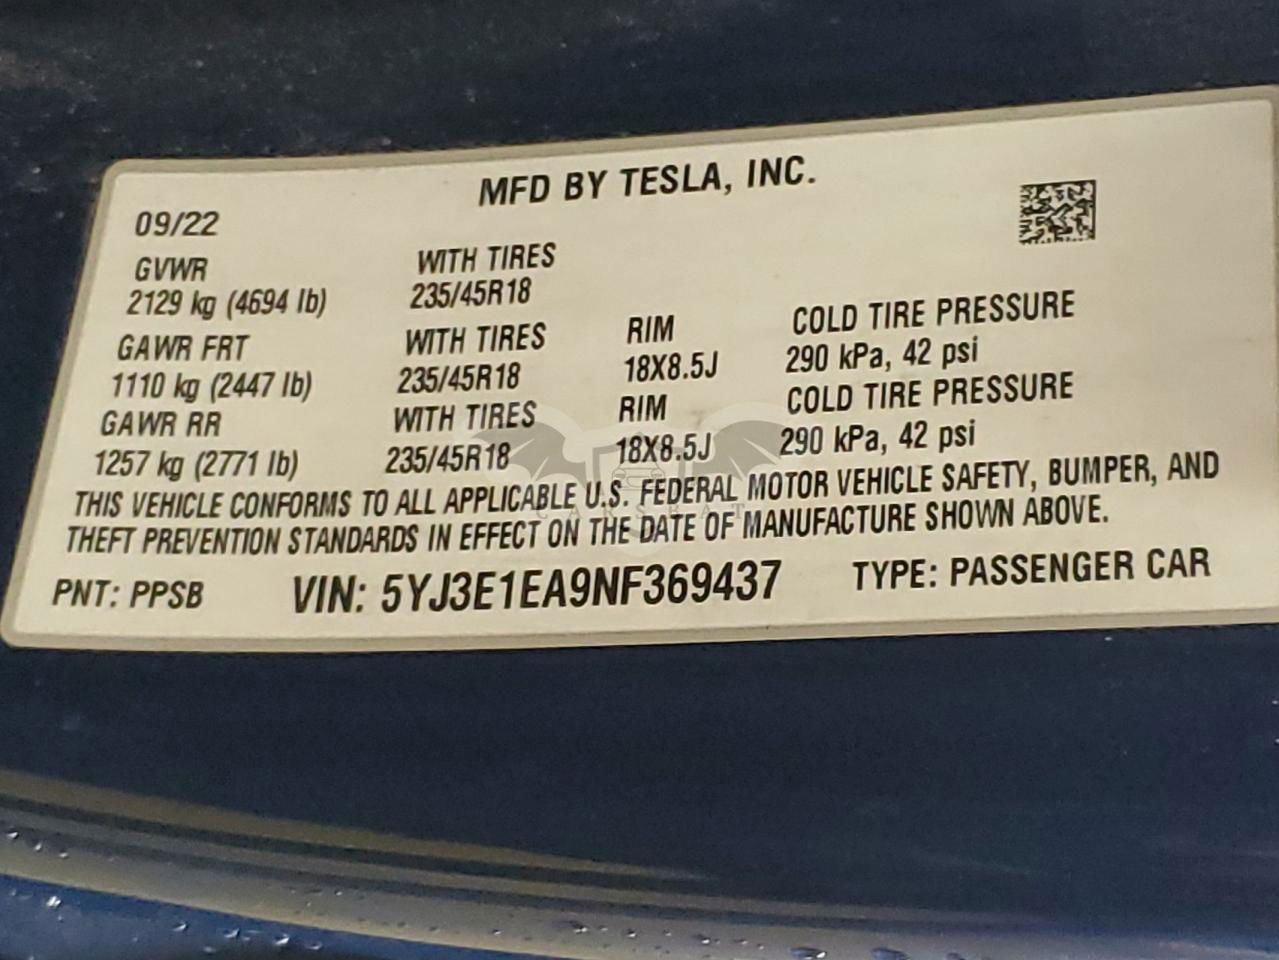 MFD BY TESLA, INC.
09/22
GVWR WITH TIRES
2129 kg (4694 lb) 235/45R18
GAWR FRT WITH TIRES RIM COLD TIRE PRESSURE
1110 kg (2447 lb) 235/45R18 18X8.5J 290 kPa, 42 psi
GAWR RR WITH TIRES RIM COLD TIRE PRESSURE
1257 kg (2771 lb) 235/45R18 18X8.5J 290 kPa, 42 psi
THIS VEHICLE CONFORMS TO ALL APPLICABLE U.S. FEDERAL MOTOR VEHICLE SAFETY, BUMPER, AND
THEFT PREVENTION STANDARDS IN EFFECT ON THE DATE OF MANUFACTURE SHOWN ABOVE.
PNT: PPSB VIN: 5YJ3E1EA9NF369437 TYPE: PASSENGER CAR
CARSBAT